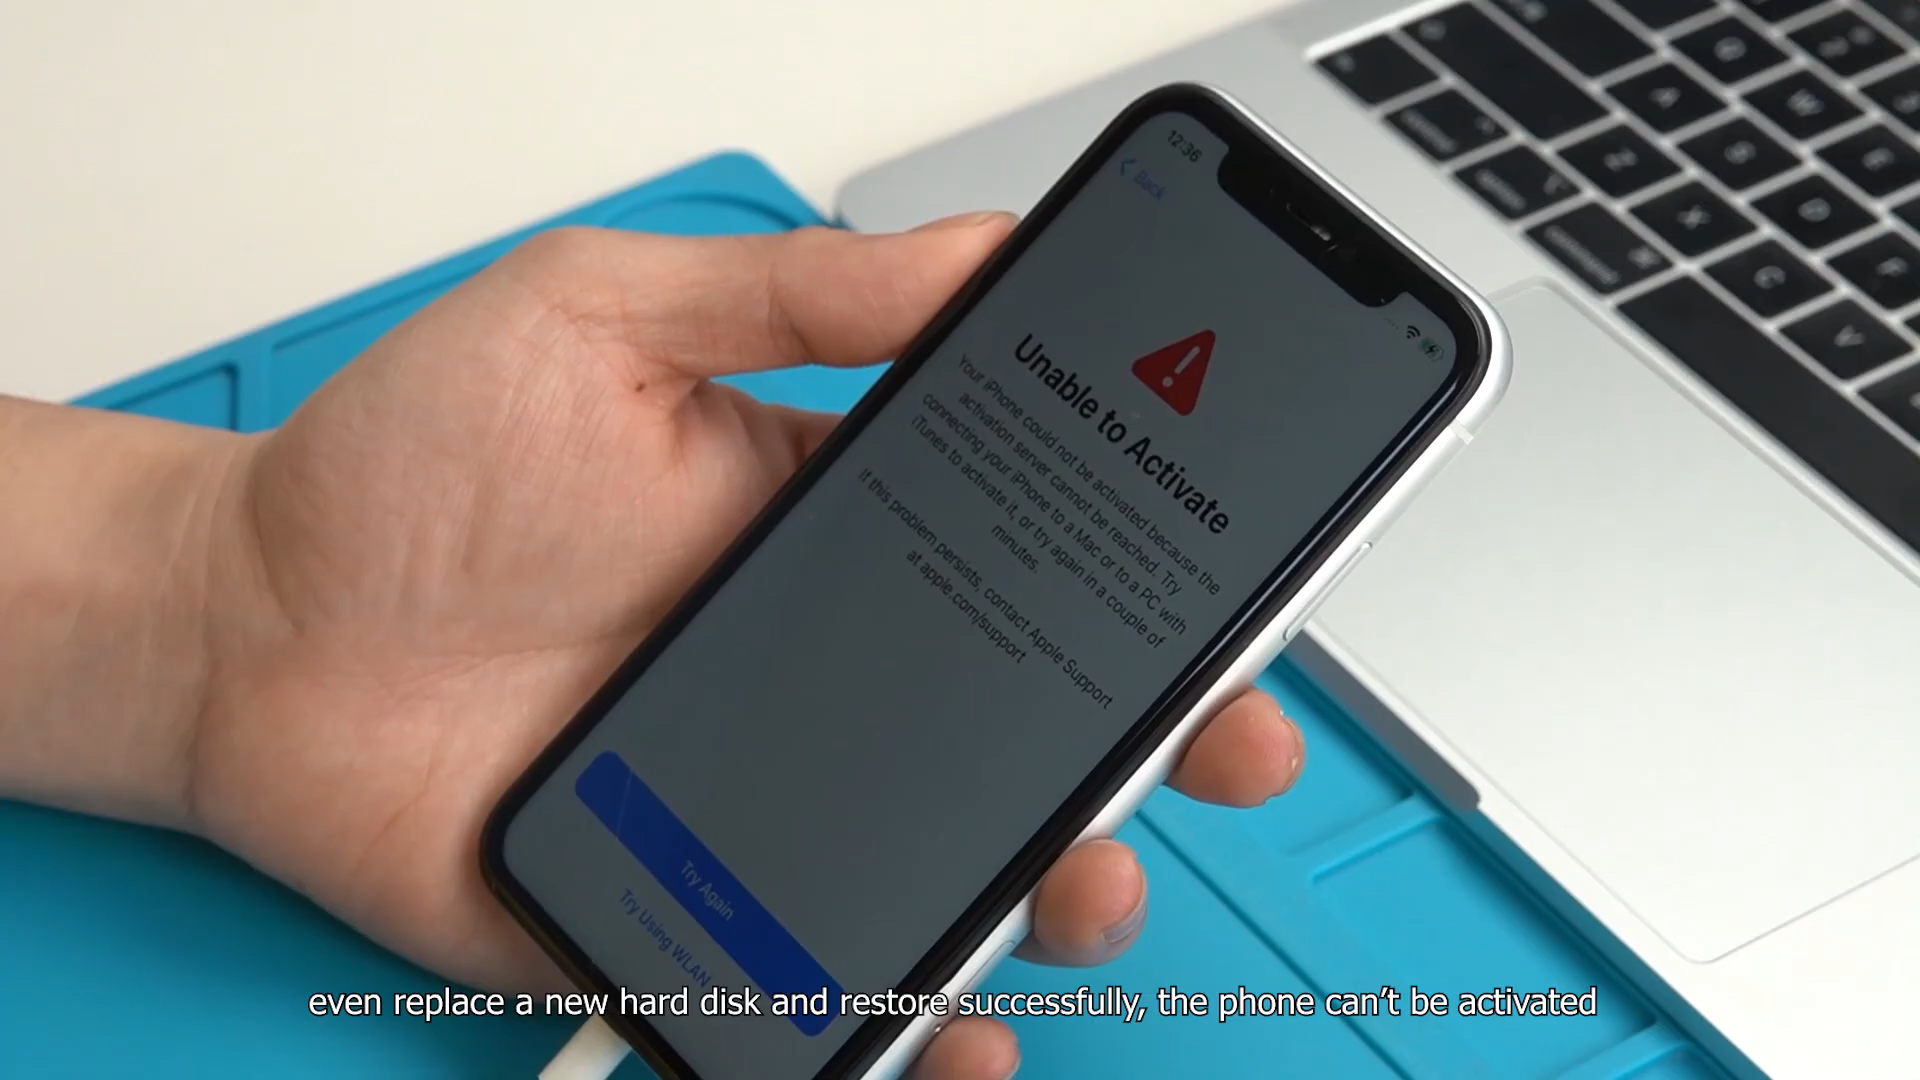 12:36
Back
Unable to Activate
Your iPhone could not be activated because the
activation server cannot be reached. Try
connecting your iPhone to a Mac or to a PC with
iTunes to activate it, or try again in a couple of
minutes.
If this problem persists, contact Apple Support
at apple.com/support
Try Again
Try Using WLAN
Q
A
W
Z
S
E
X
D
C
F
V
option
command
even replace a new hard disk and restore successfully, the phone can't be activated